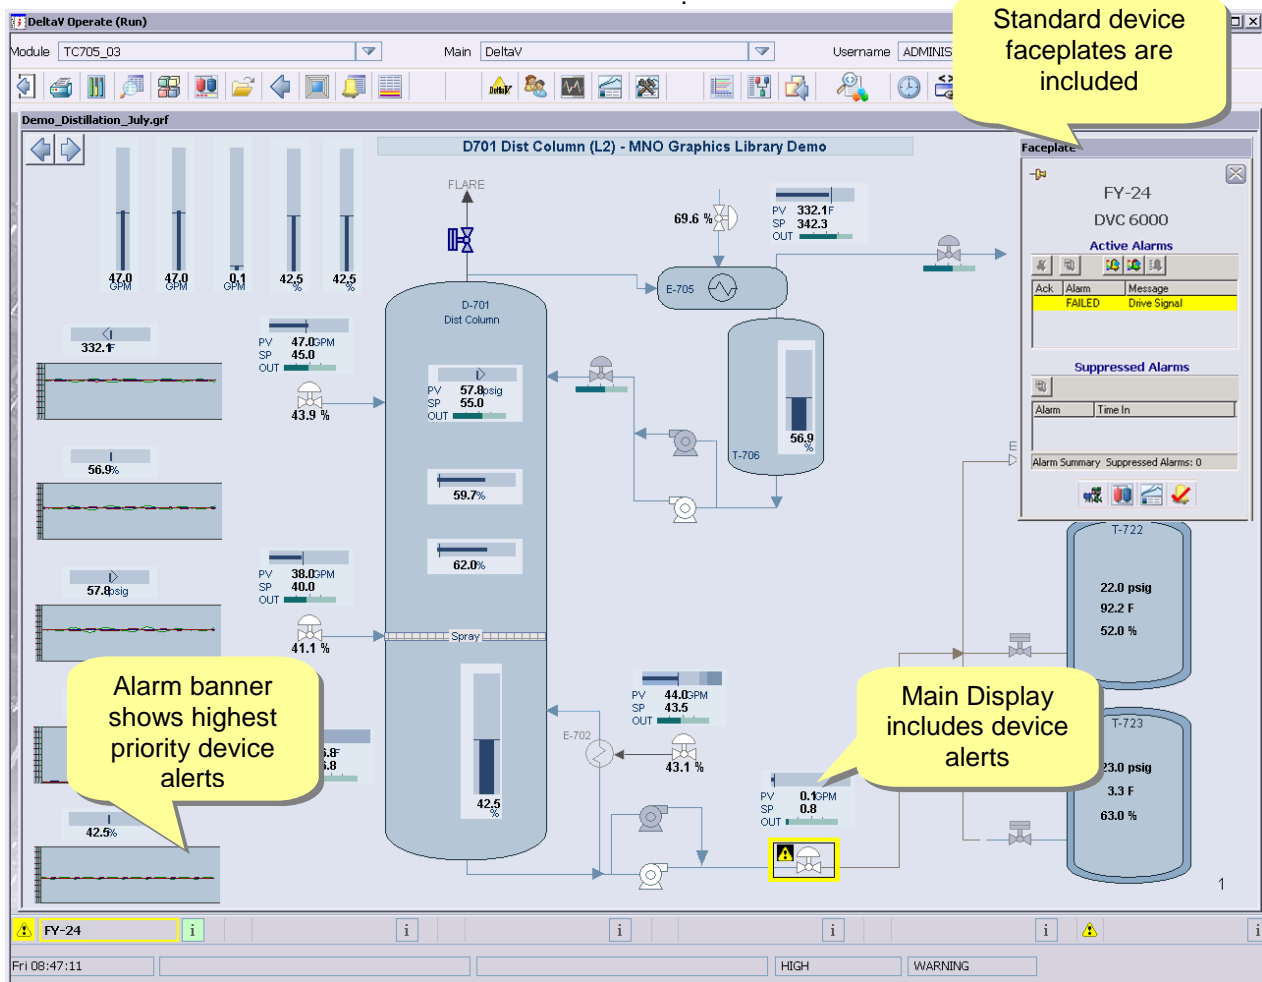 DeltaV Operate (Run)
Standard device
faceplates are
included
Module TC705_03 Main DeltaV Username ADMINIS
Demo_Distillation_July.grf
D701 Dist Column (L2) - MNO Graphics Library Demo
Faceplate
FY-24
DVC 6000
Active Alarms
Ack Alarm Message
FAILED Drive Signal
Suppressed Alarms
Alarm Time In
Alarm Summary Suppressed Alarms: 0
47.0 GPM
47.0 GPM
0.1 GPM
42.5 %
42.5 %
FLARE
69.6 %
PV 332.1 F
SP 342.3
OUT
E-705
D-701
Dist Column
332.1F
PV 47.0 GPM
SP 45.0
OUT
43.9 %
PV 57.8 psig
SP 55.0
OUT
56.9 %
T-706
56.9%
59.7%
62.0%
57.8 psig
PV 38.0 GPM
SP 40.0
OUT
41.1 %
Spray
T-722
22.0 psig
92.2 F
52.0 %
Alarm banner
shows highest
priority device
alerts
PV 44.0 GPM
SP 43.5
OUT
E-702
43.1 %
Main Display
includes device
alerts
T-723
23.0 psig
3.3 F
63.0 %
42.5 %
PV 0.1 GPM
SP 0.8
OUT
42.5%
1
FY-24 i i i i i i
Fri 08:47:11 HIGH WARNING